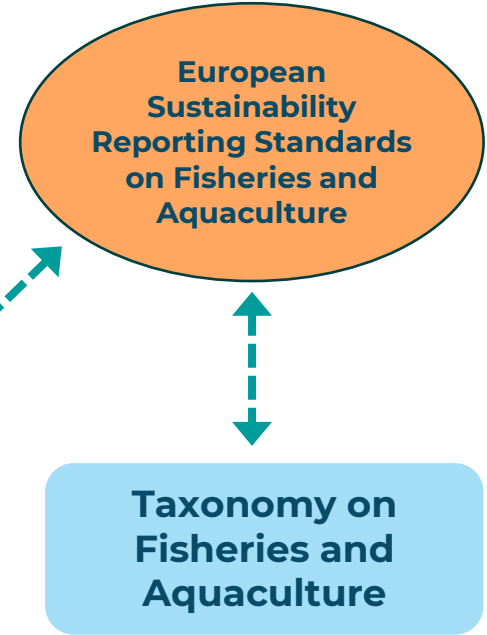 European
Sustainability
Reporting Standards
on Fisheries and
Aquaculture
Taxonomy on
Fisheries and
Aquaculture